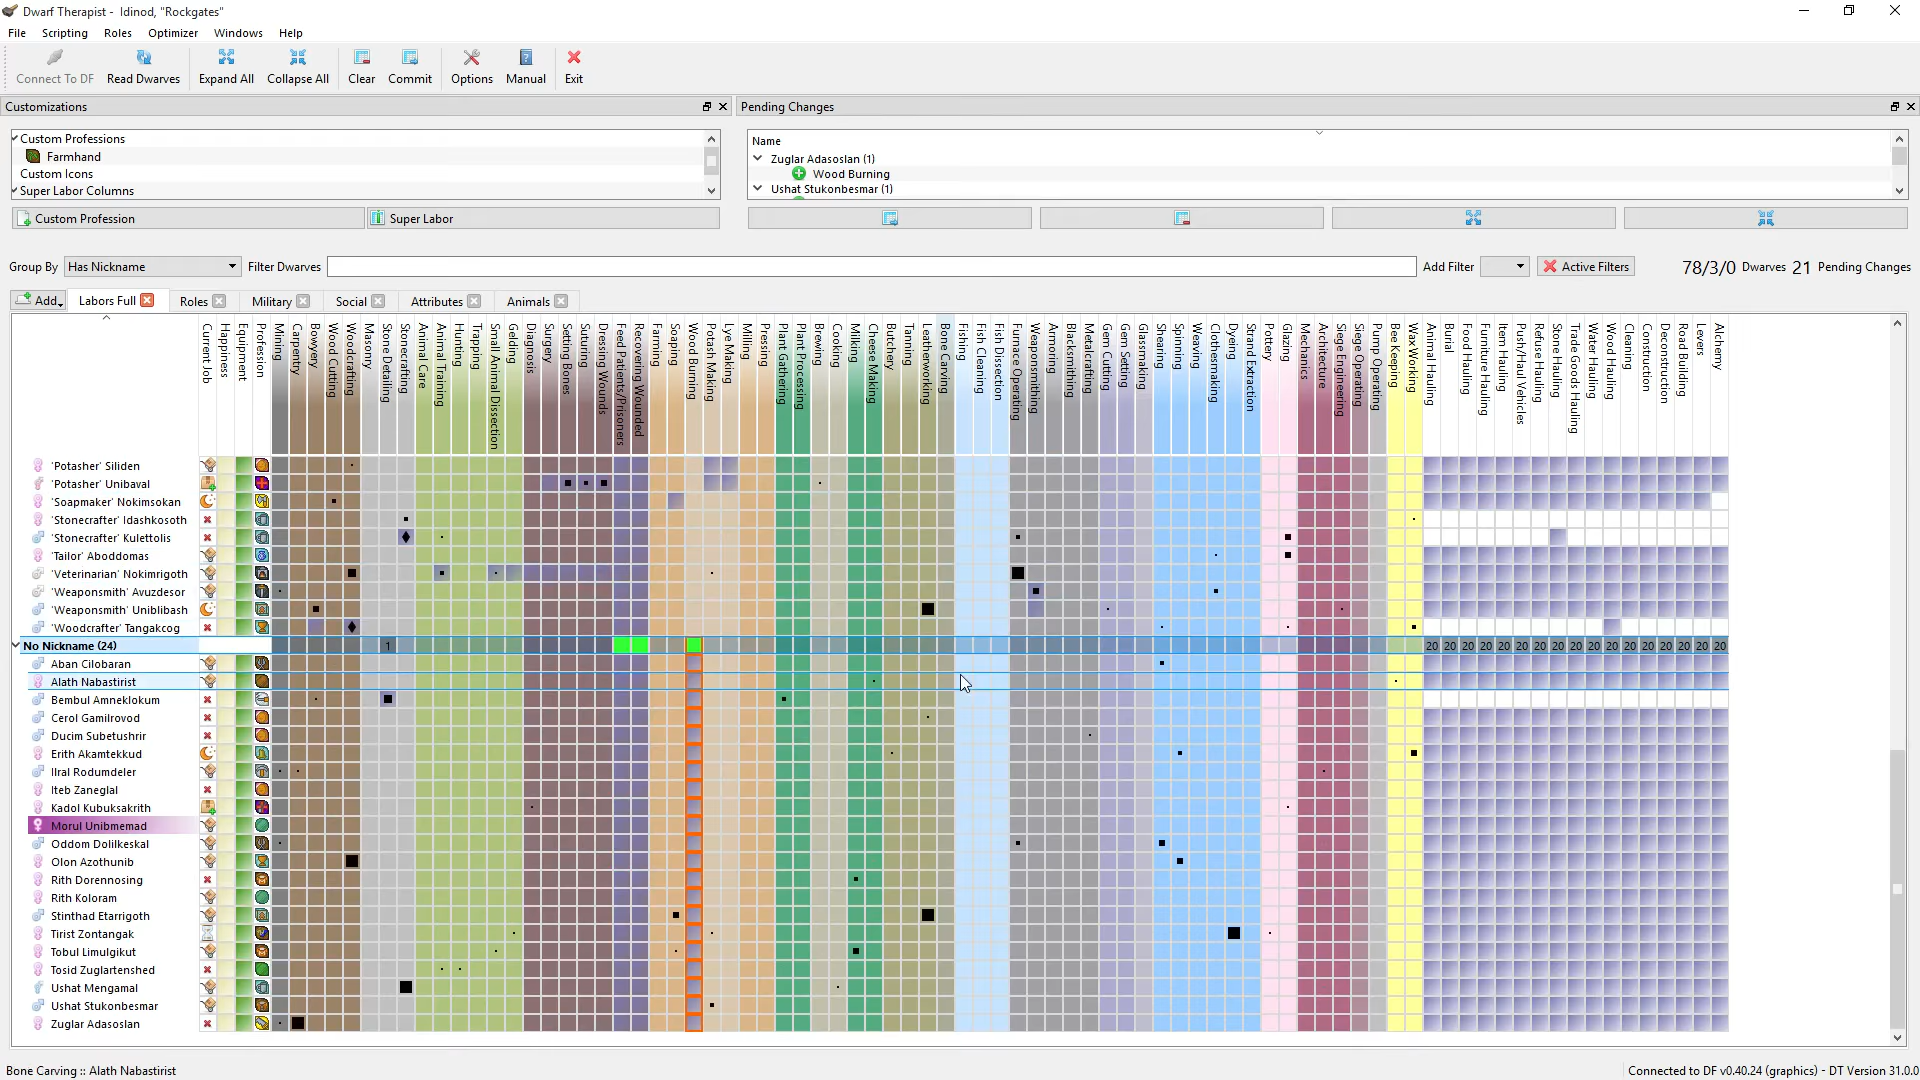 Dwarf Therapist - Idinod, "Rockgates"
File Scripting Roles Optimizer Windows Help
Connect To DF Read Dwarves Expand All Collapse All Clear Commit Options Manual Exit
Customizations
Pending Changes
Custom Professions
Farmhand
Custom Icons
Super Labor Columns
Name
Zuglar Adasoslan (1)
Wood Burning
Ushat Stukonbesmar (1)
Custom Profession Super Labor
Group By Has Nickname Filter Dwarves Add Filter Active Filters 78/3/0 Dwarves 21 Pending Changes
Add Labors Full Roles Military Social Attributes Animals
Current Job
Happiness
Equipment
Profession
Mining
Carpentry
Bowyery
Wood Cutting
Woodcrafting
Masonry
Stone Detailing
Stonecrafting
Animal Care
Animal Training
Hunting
Trapping
Small Animal Dissection
Gelding
Diagnosis
Surgery
Setting Bones
Suturing
Dressing Wounds
Feed Patients/Prisoners
Recovering Wounded
Farming
Soaping
Wood Burning
Potash Making
Lye Making
Milling
Pressing
Plant Gathering
Plant Processing
Brewing
Cooking
Milking
Cheese Making
Butchery
Tanning
Leatherworking
Bone Carving
Fishing
Fish Cleaning
Fish Dissection
Furnace Operating
Weaponsmithing
Armoring
Blacksmithing
Metalcrafting
Gem Cutting
Gem Setting
Glassmaking
Shearing
Spinning
Weaving
Clothesmaking
Dyeing
Strand Extraction
Pottery
Glazing
Mechanics
Architecture
Siege Engineering
Siege Operating
Pump Operating
Bee Keeping
Wax Working
Animal Hauling
Burial
Food Hauling
Furniture Hauling
Item Hauling
Push/Haul Vehicles
Refuse Hauling
Stone Hauling
Trade Goods Hauling
Water Hauling
Wood Hauling
Cleaning
Construction
Deconstruction
Levers
Road Building
Alchemy
'Potasher' Siliden
'Potasher' Unibaval
'Soapmaker' Nokimsokan
'Stonecrafter' Idashkosoth
'Stonecrafter' Kulettolis
'Tailor' Aboddomas
'Veterinarian' Nokimrigoth
'Weaponsmith' Avuzdesor
'Weaponsmith' Uniblibash
'Woodcrafter' Tangakcog
No Nickname (24) 1 20 20 20 20 20 20 20 20 20 20 20 20 20 20 20 20 20
Aban Cilobaran
Alath Nabastirist
Bembul Amneklokum
Cerol Gamilrovod
Ducim Subetushrir
Erith Akamtekkud
Ilral Rodumdeler
Iteb Zaneglal
Kadol Kubuksakrith
Morul Unibmemad
Oddom Dolilkeskal
Olon Azothunib
Rith Dorennosing
Rith Koloram
Stinthad Etarrigoth
Tirist Zontangak
Tobul Limulgikut
Tosid Zuglartenshed
Ushat Mengamal
Ushat Stukonbesmar
Zuglar Adasoslan
Bone Carving :: Alath Nabastirist
Connected to DF v0.40.24 (graphics) - DT Version 31.0.0